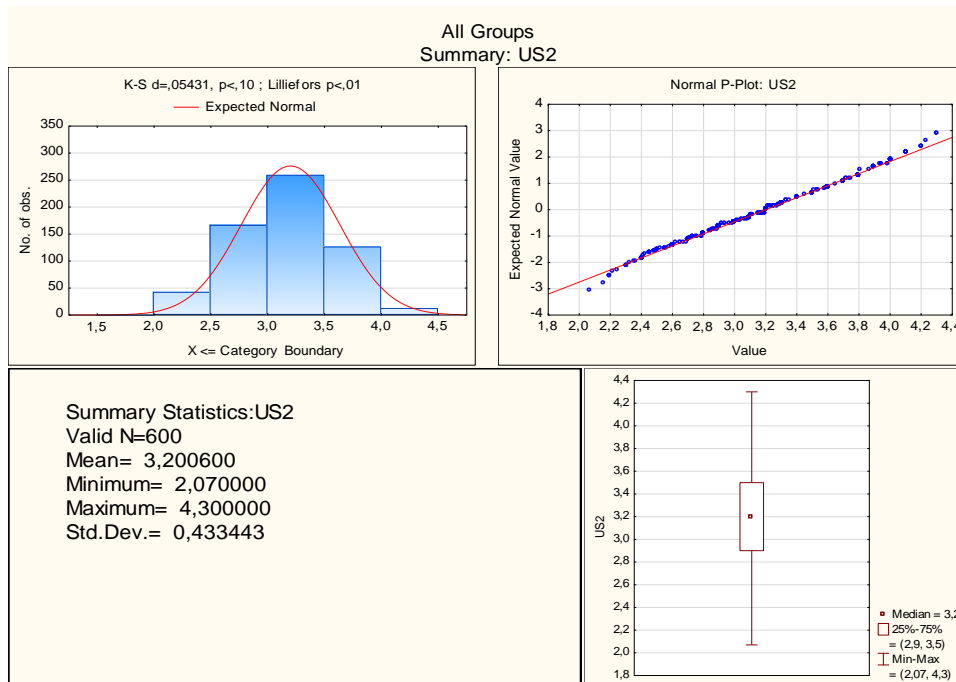 All Groups
Summary: US2
K-S d=,05431, p<,10 ; Lilliefors p<,01
Expected Normal
350
300
250
200
150
100
50
0
No. of obs.
1,5 2,0 2,5 3,0 3,5 4,0 4,5
X <= Category Boundary
Normal P-Plot: US2
4
3
2
1
0
-1
-2
-3
-4
Expected Normal Value
1,8 2,0 2,2 2,4 2,6 2,8 3,0 3,2 3,4 3,6 3,8 4,0 4,2 4,4
Value
Summary Statistics:US2
Valid N=600
Mean= 3,200600
Minimum= 2,070000
Maximum= 4,300000
Std.Dev.= 0,433443
4,4
4,2
4,0
3,8
3,6
3,4
3,2
3,0
2,8
2,6
2,4
2,2
2,0
1,8
US2
Median = 3,2
25%-75%
= (2,9, 3,5)
Min-Max
= (2,07, 4,3)